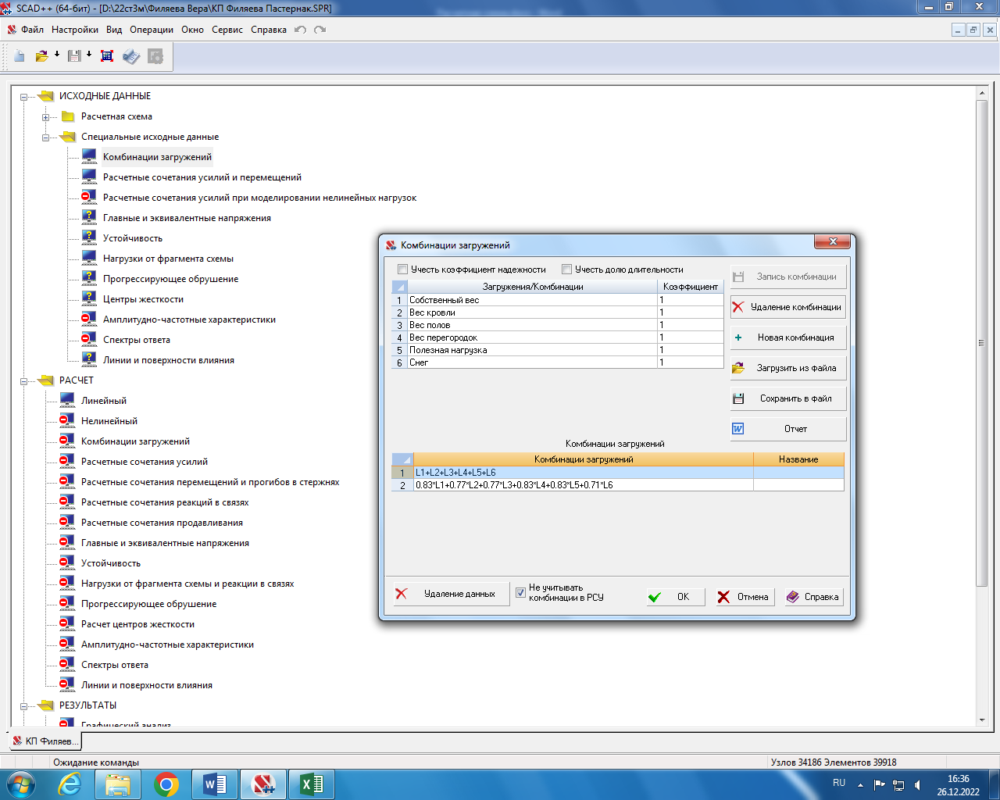 SCAD++ (64-бит) - [D:\22ст3м\Филяева Вера\КП Филяева Пастернак.SPR]
Файл Настройки Вид Операции Окно Сервис Справка
ИСХОДНЫЕ ДАННЫЕ
Расчетная схема
Специальные исходные данные
Комбинации загружений
Расчетные сочетания усилий и перемещений
Расчетные сочетания усилий при моделировании нелинейных нагрузок
Главные и эквивалентные напряжения
Устойчивость
Нагрузки от фрагмента схемы
Прогрессирующее обрушение
Центры жесткости
Амплитудно-частотные характеристики
Спектры ответа
Линии и поверхности влияния
РАСЧЕТ
Линейный
Нелинейный
Комбинации загружений
Расчетные сочетания усилий
Расчетные сочетания перемещений и прогибов в стержнях
Расчетные сочетания реакций в связях
Расчетные сочетания продавливания
Главные и эквивалентные напряжения
Устойчивость
Нагрузки от фрагмента схемы и реакции в связях
Прогрессирующее обрушение
Расчет центров жесткости
Амплитудно-частотные характеристики
Спектры ответа
Линии и поверхности влияния
РЕЗУЛЬТАТЫ
Графический анализ
Комбинации загружений
Учесть коэффициент надежности Учесть долю длительности
Загружения/Комбинации Коэффициент
1 Собственный вес 1
2 Вес кровли 1
3 Вес полов 1
4 Вес перегородок 1
5 Полезная нагрузка 1
6 Снег 1
Запись комбинации
Удаление комбинации
Новая комбинация
Загрузить из файла
Сохранить в файл
Отчет
Комбинации загружений
Комбинации загружений Название
1 L1+L2+L3+L4+L5+L6
2 0.83*L1+0.77*L2+0.77*L3+0.83*L4+0.83*L5+0.71*L6
Удаление данных
Не учитывать
комбинации в РСУ
OK Отмена Справка
КП Филяев...
Ожидание команды Узлов 34186 Элементов 39918
RU 16:36
26.12.2022